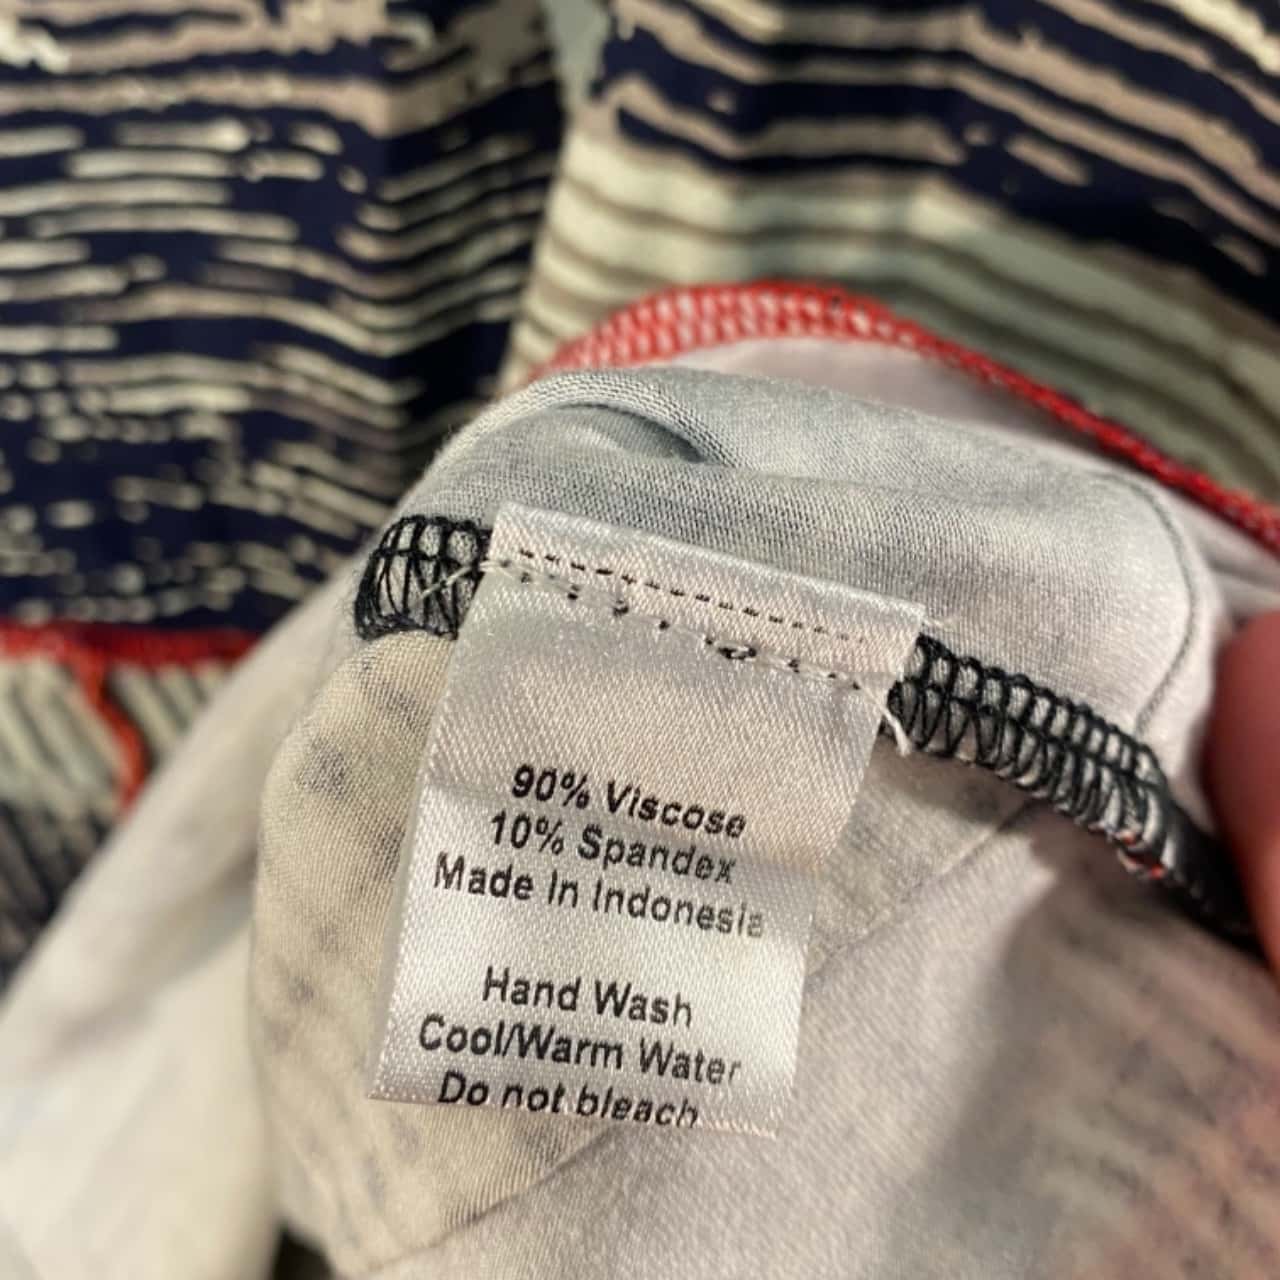 90% Viscose
10% Spandex
Made In Indonesia
Hand Wash
Cool/Warm Water
Do not bleach